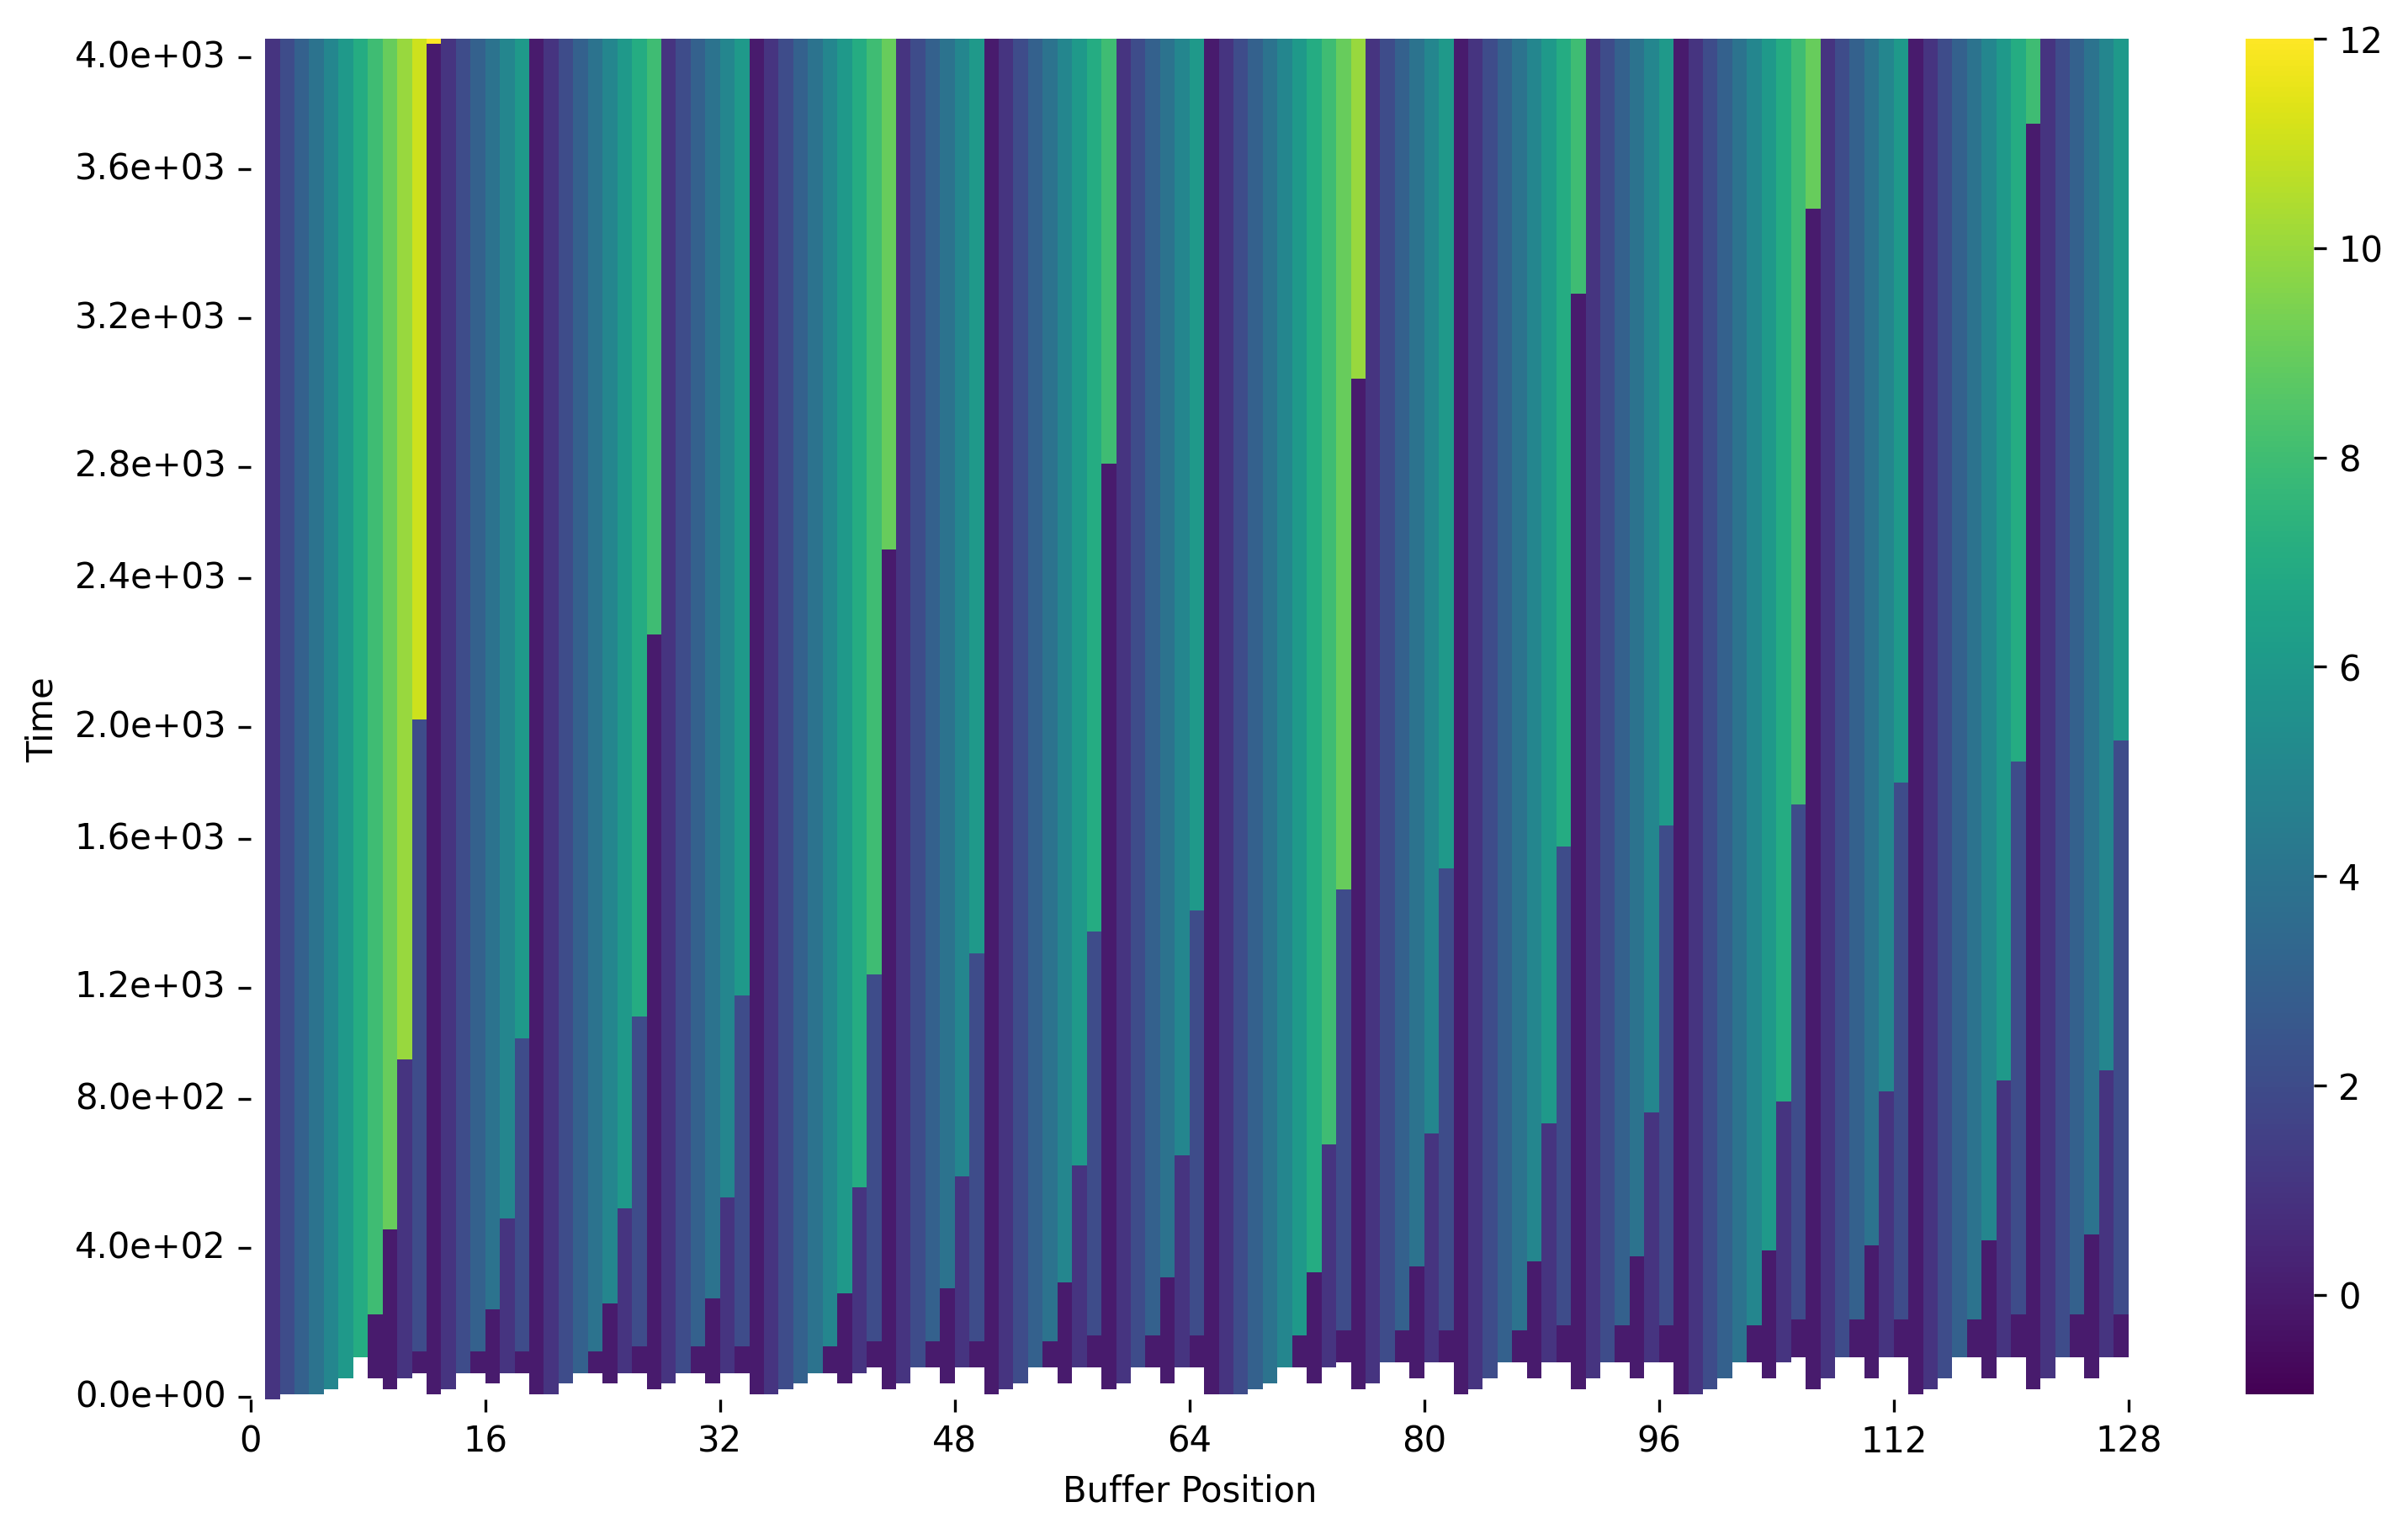 4.0e+03
3.6e+03
3.2e+03
2.8e+03
2.4e+03
2.0e+03
1.6e+03
1.2e+03
8.0e+02
4.0e+02
0.0e+00
Time
0 16 32 48 64 80 96 112 128
Buffer Position
12
10
8
6
4
2
0